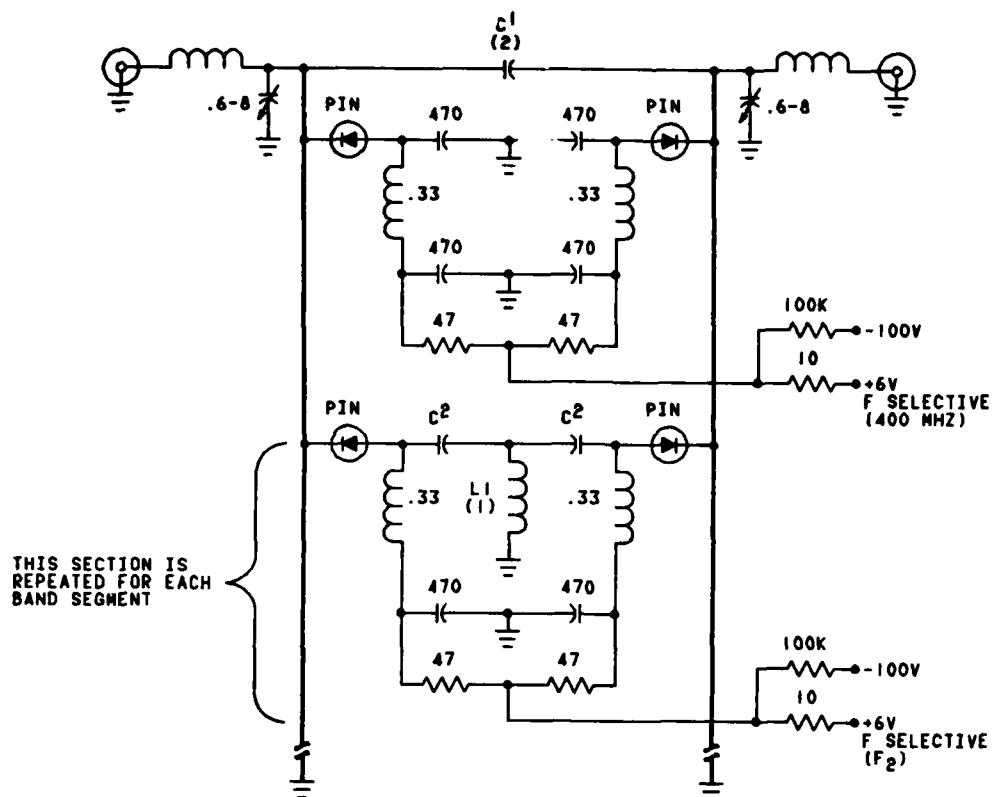 C1
(2)
.6-8
.6-8
PIN
470
470
PIN
.33
.33
470
470
47
47
100K
-100V
10
+6V
F SELECTIVE
(400 MHZ)
PIN
C2
C2
PIN
.33
L1
(1)
.33
THIS SECTION IS
REPEATED FOR EACH
BAND SEGMENT
470
470
47
47
100K
-100V
10
+6V
F SELECTIVE
(F2)